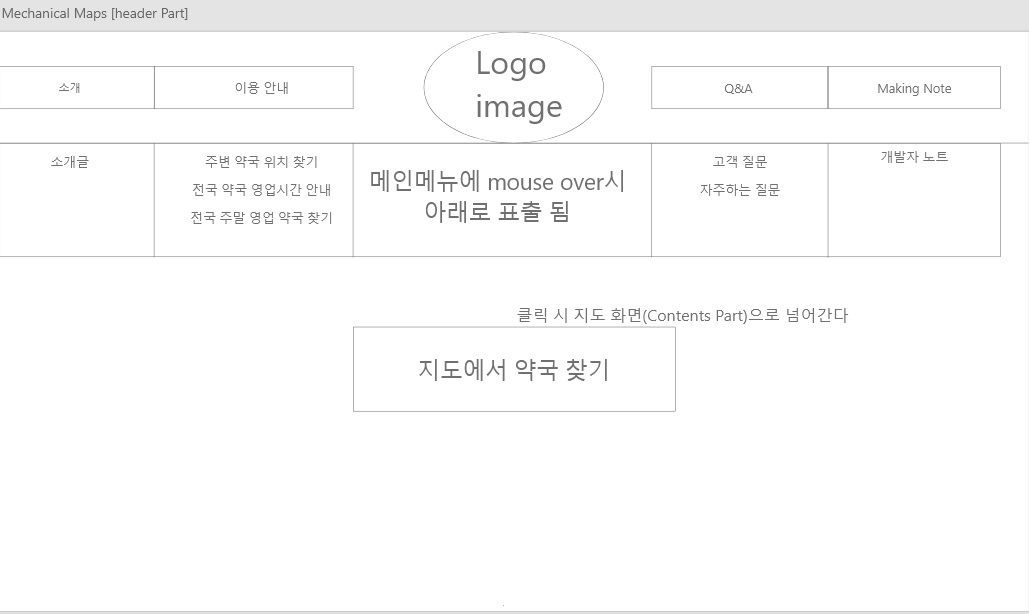 Mechanical Maps [header Part]
소개
이용 안내
Logo
image
Q&A
Making Note
소개글
주변 약국 위치 찾기
전국 약국 영업시간 안내
전국 주말 영업 약국 찾기
메인메뉴에 mouse over시
아래로 표출 됨
고객 질문
자주하는 질문
개발자 노트
클릭 시 지도 화면(Contents Part)으로 넘어간다
지도에서 약국 찾기